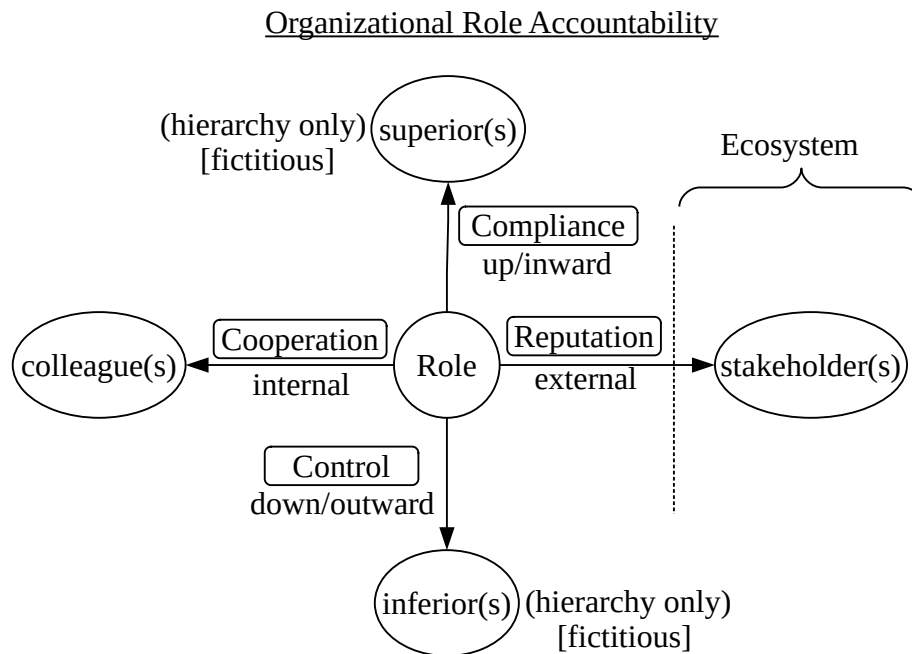 Organizational Role Accountability
(hierarchy only)
[fictitious]
superior(s)
Ecosystem
Compliance
up/inward
colleague(s)
Cooperation
internal
Role
Reputation
external
stakeholder(s)
Control
down/outward
inferior(s)
(hierarchy only)
[fictitious]